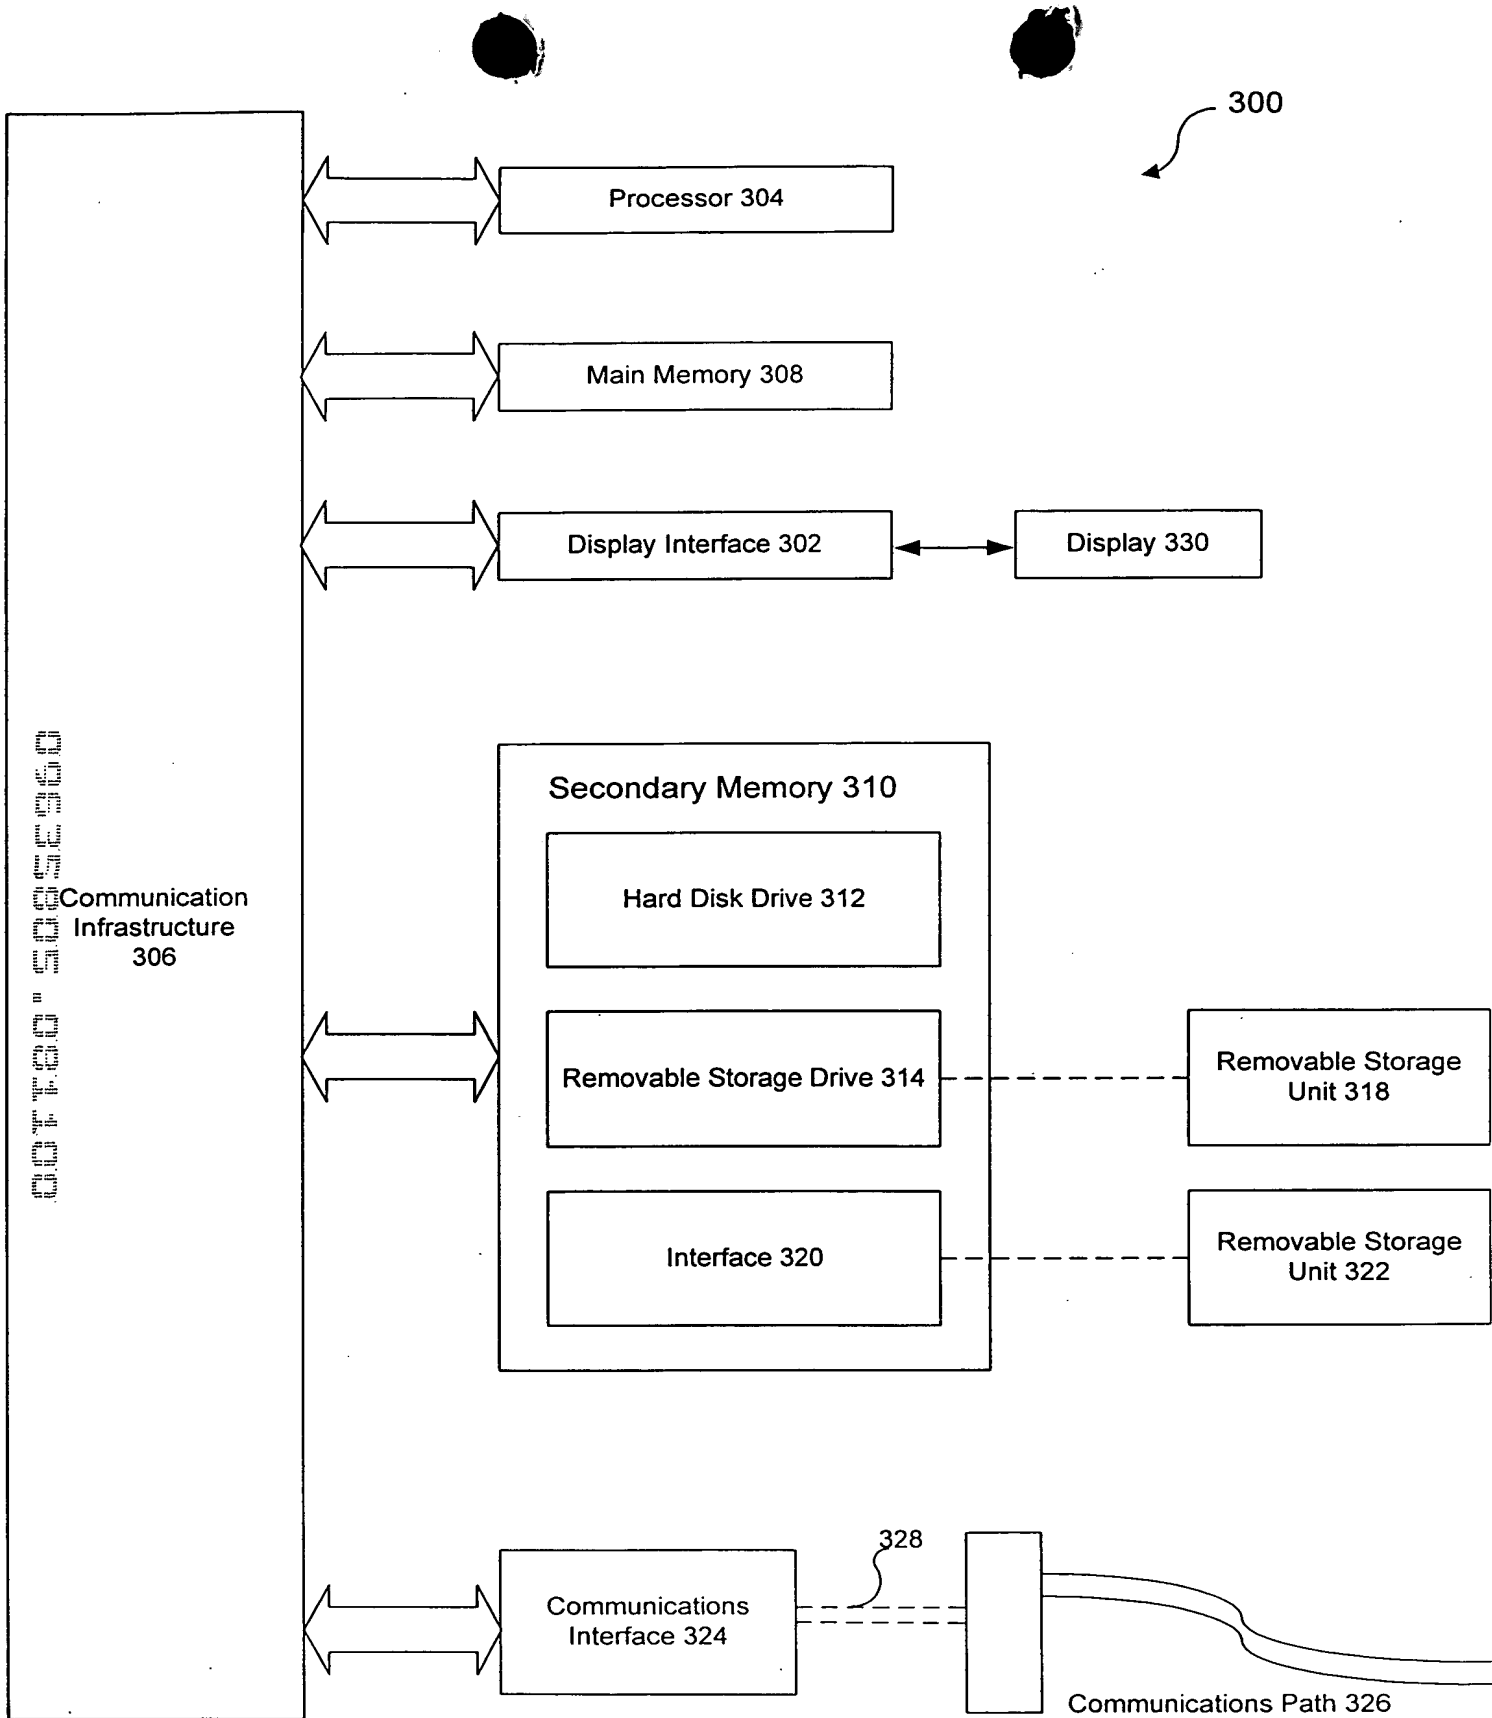 300
Processor 304
Main Memory 308
Display Interface 302
Display 330
Secondary Memory 310
Hard Disk Drive 312
Communication
Infrastructure
306
Removable Storage Drive 314
Removable Storage
Unit 318
Interface 320
Removable Storage
Unit 322
328
Communications
Interface 324
Communications Path 326
09635805 "081100